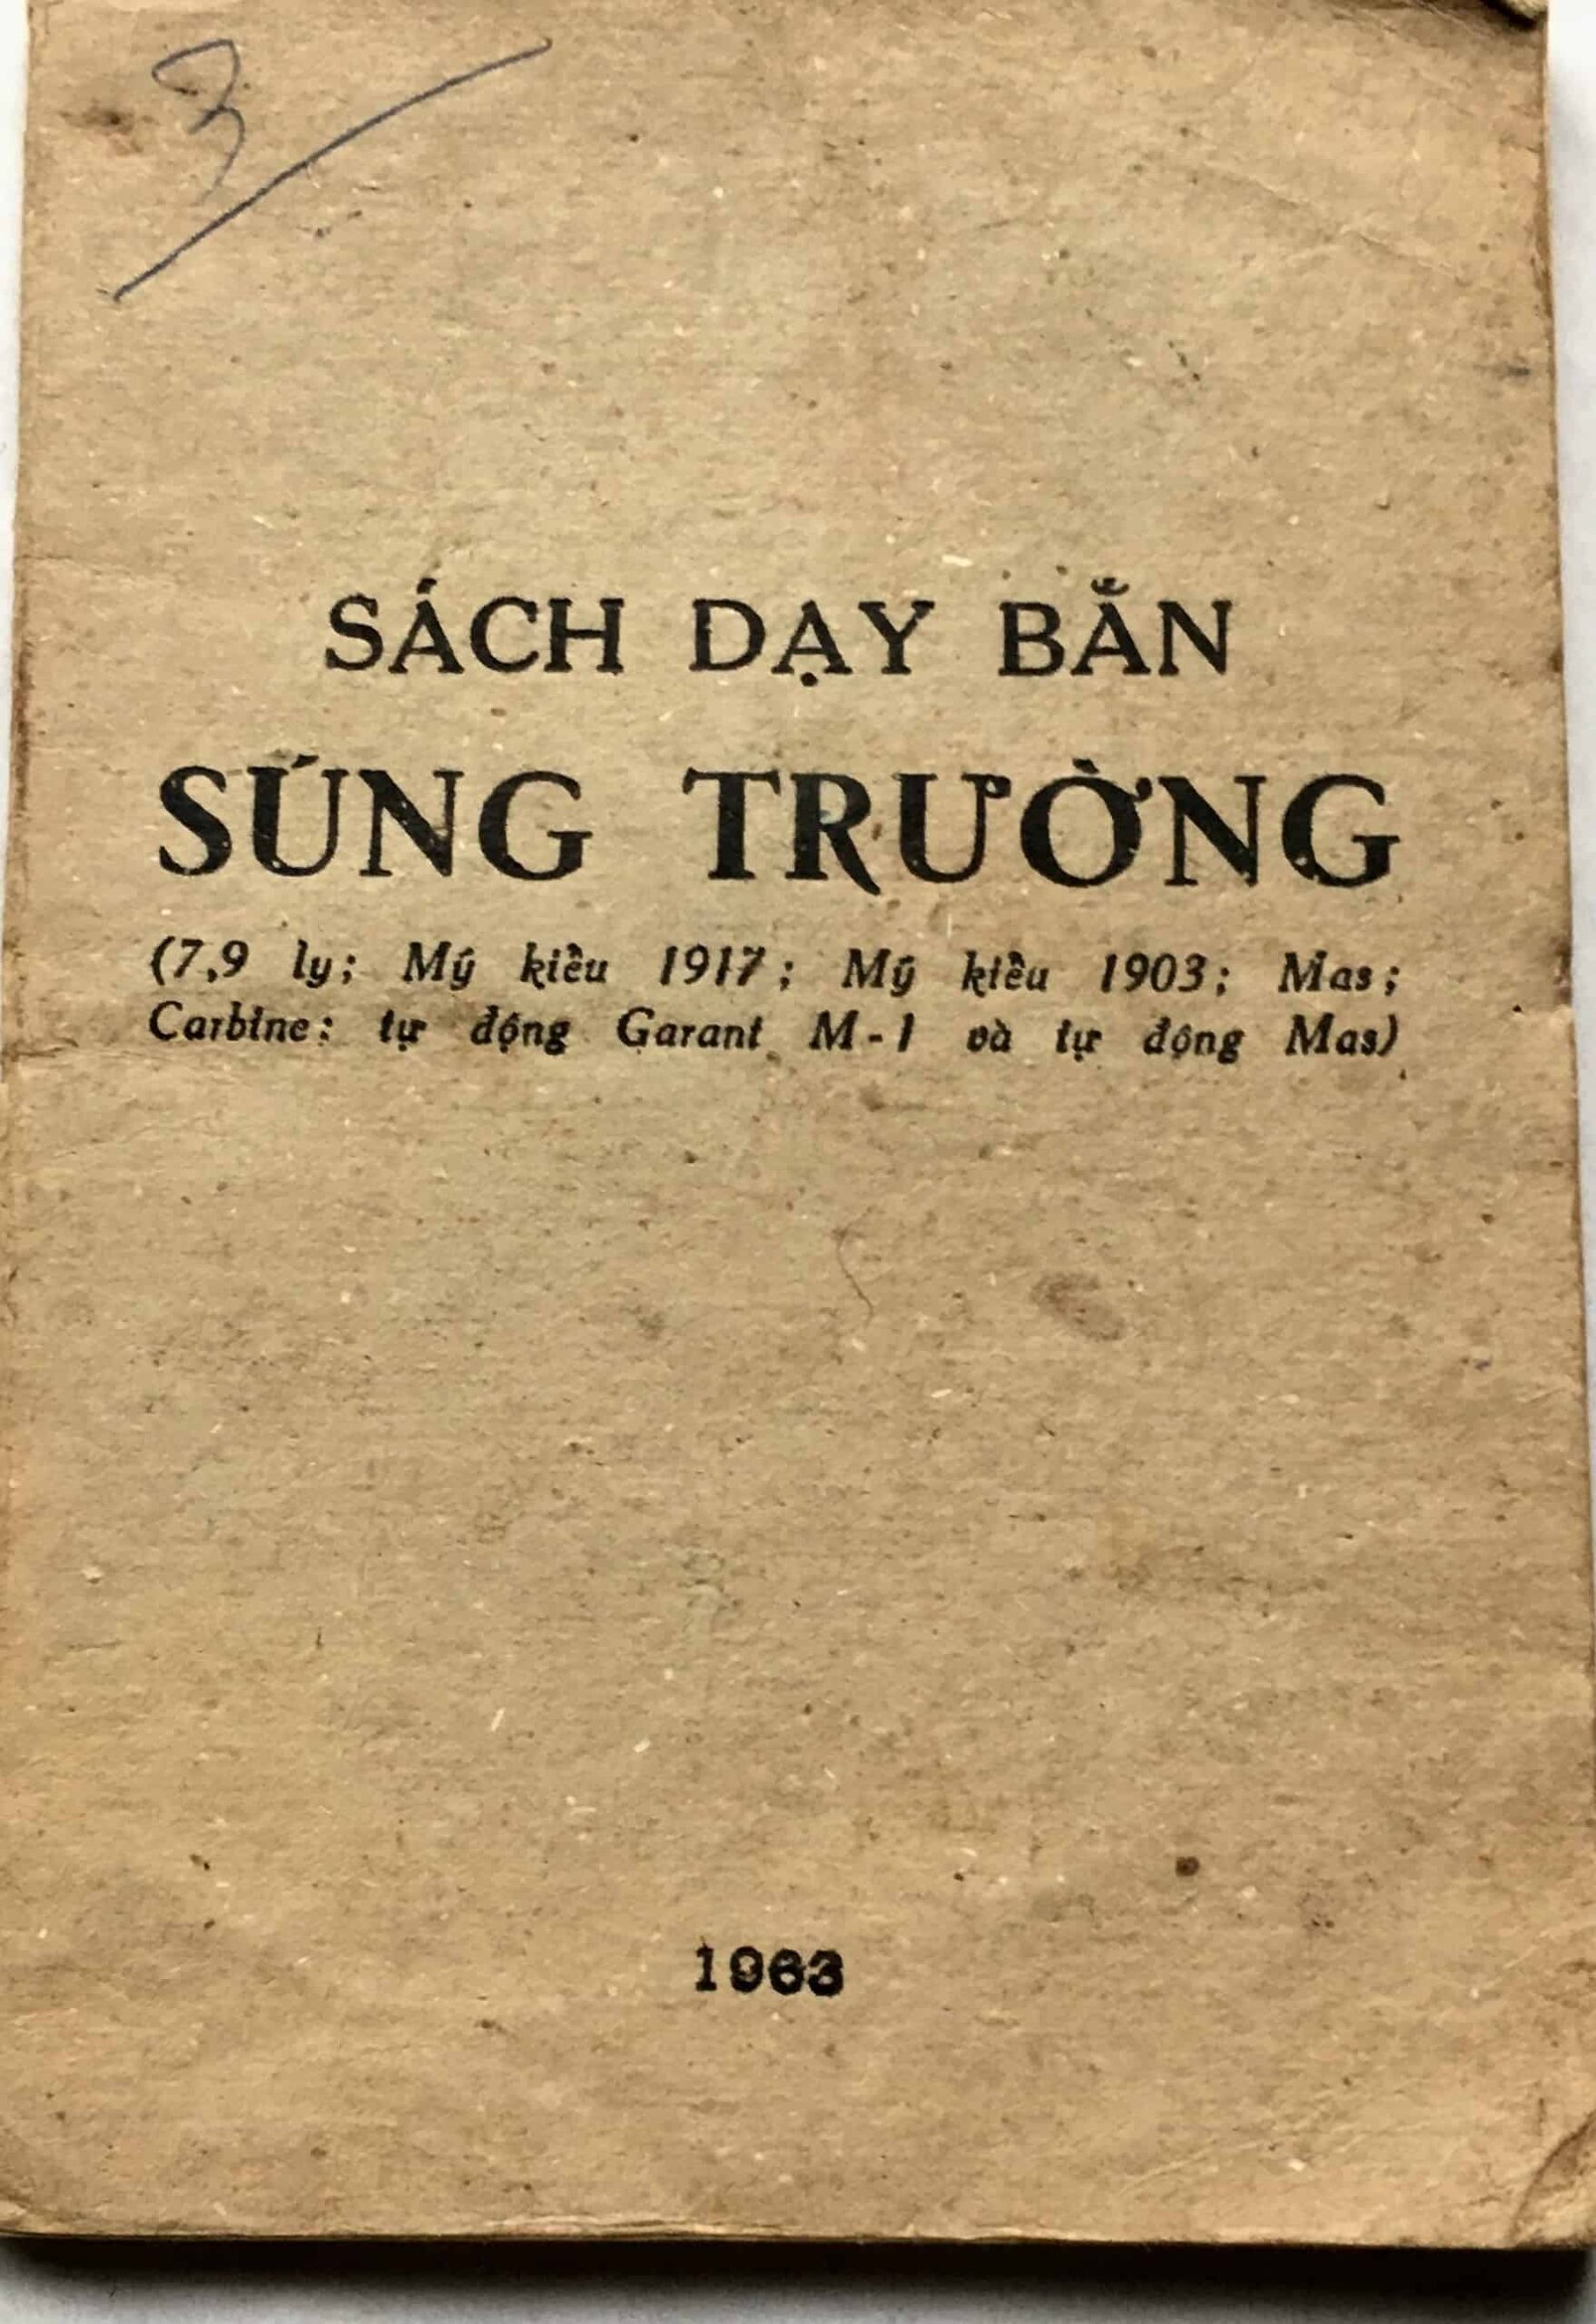 3
SÁCH DẠY BẮN
SÚNG TRƯỜNG
(7,9 ly; Mỹ kiểu 1917; Mỹ kiểu 1903; Mas;
Carbine; tự động Garant M-1 và tự động Mas)
1963